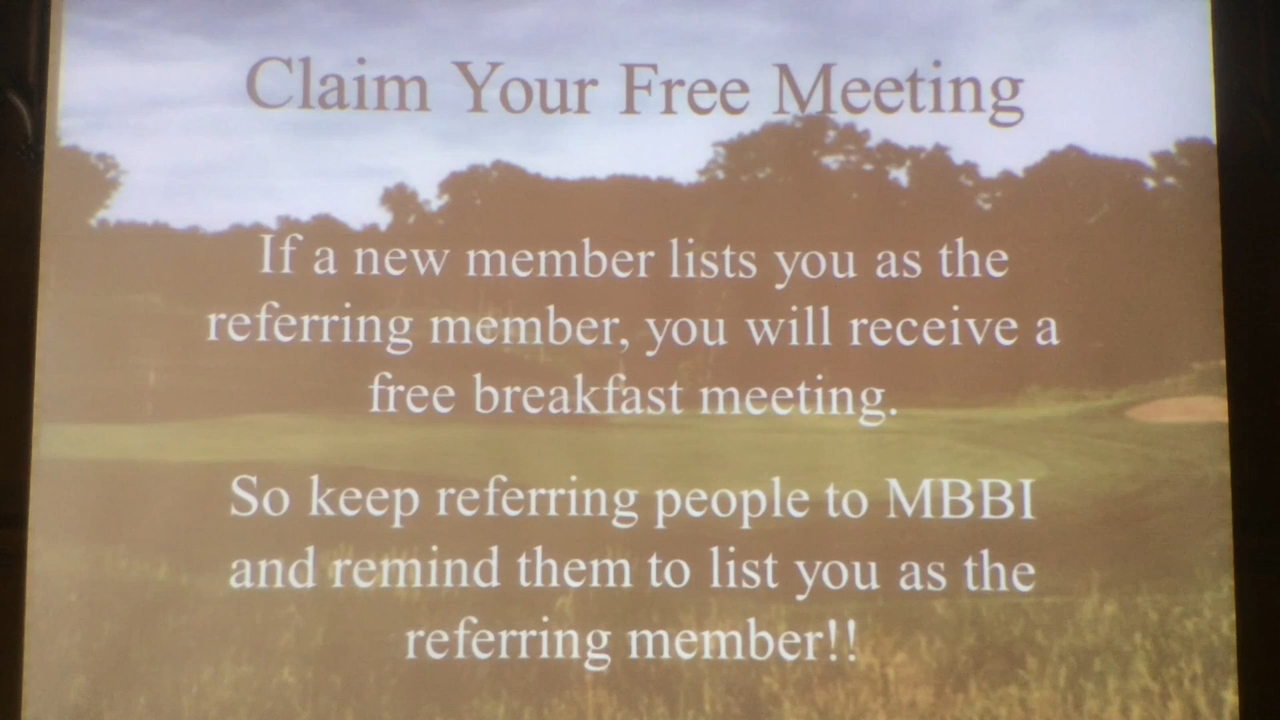 Claim Your Free Meeting
If a new member lists you as the
referring member, you will receive a
free breakfast meeting.
So keep referring people to MBBI
and remind them to list you as the
referring member!!